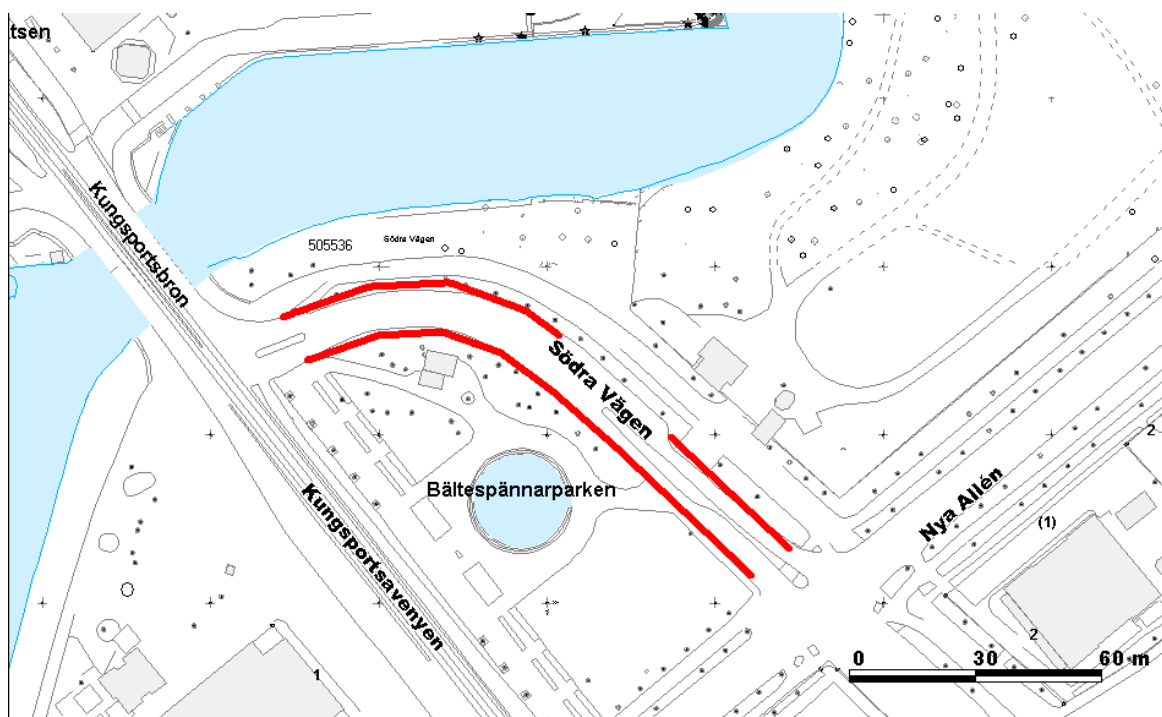 tsen
Kungsportsbron
505536
Södra Vägen
Södra Vägen
2
Bältespännarparken
Nya Allén
(1)
Kungsportsavenyen
2
1
0 30 60 m